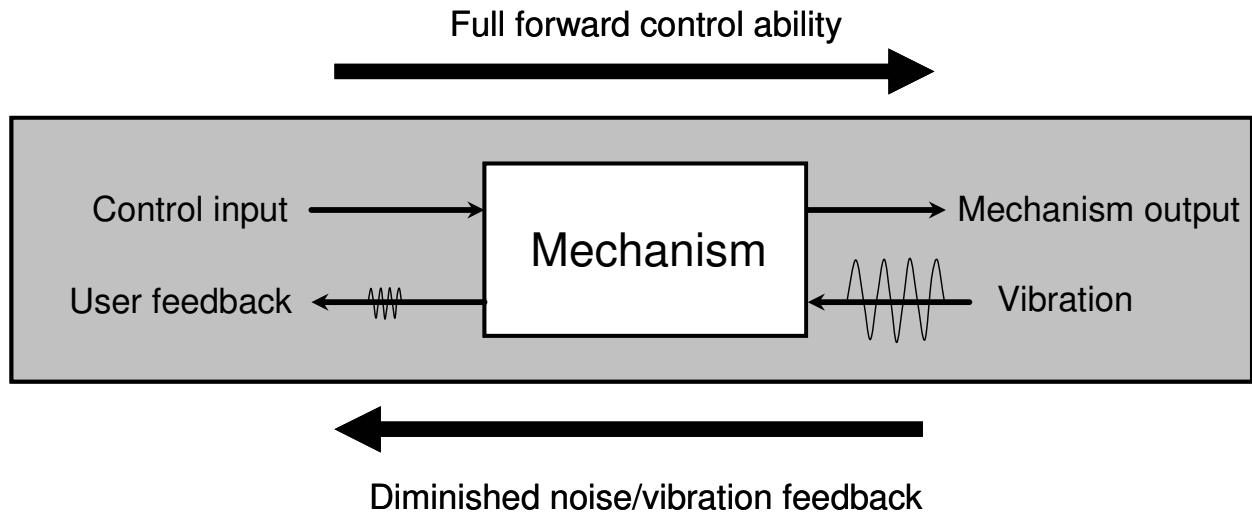 Full forward control ability
Control input
Mechanism output
Mechanism
User feedback
Vibration
Diminished noise/vibration feedback